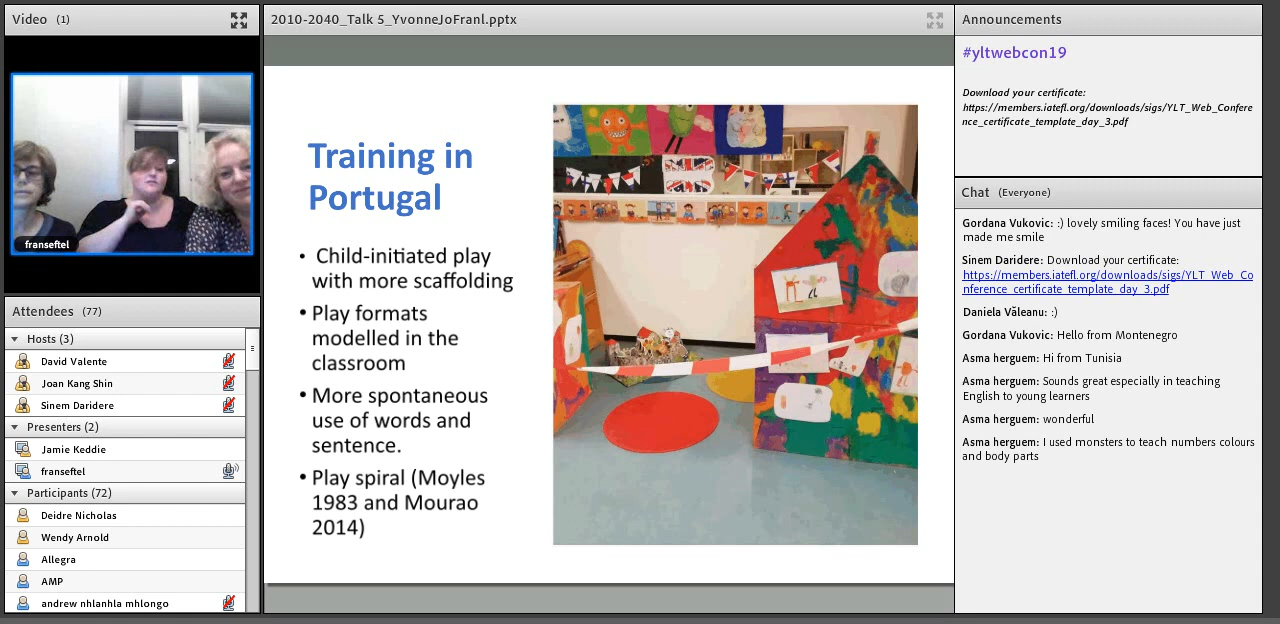 Video (1)
franseftel
Attendees (77)
Hosts (3)
David Valente
Joan Kang Shin
Sinem Daridere
Presenters (2)
Jamie Keddie
franseftel
Participants (72)
Deidre Nicholas
Wendy Arnold
Allegra
AMP
andrew nhlanhla mhlongo
2010-2040_Talk 5_YvonneJoFranl.pptx
Training in
Portugal
• Child-initiated play
with more scaffolding
• Play formats
modelled in the
classroom
• More spontaneous
use of words and
sentence.
• Play spiral (Moyles
1983 and Mourao
2014)
Announcements
#yltwebcon19
Download your certificate:
https://members.iatefl.org/downloads/sigs/YLT_Web_Confere
nce_certificate_template_day_3.pdf
Chat (Everyone)
Gordana Vukovic: :) lovely smiling faces! You have just
made me smile
Sinem Daridere: Download your certificate:
https://members.iatefl.org/downloads/sigs/YLT_Web_Co
nference_certificate_template_day_3.pdf
Daniela Văleanu: :)
Gordana Vukovic: Hello from Montenegro
Asma herguem: Hi from Tunisia
Asma herguem: Sounds great especially in teaching
English to young learners
Asma herguem: wonderful
Asma herguem: I used monsters to teach numbers colours
and body parts